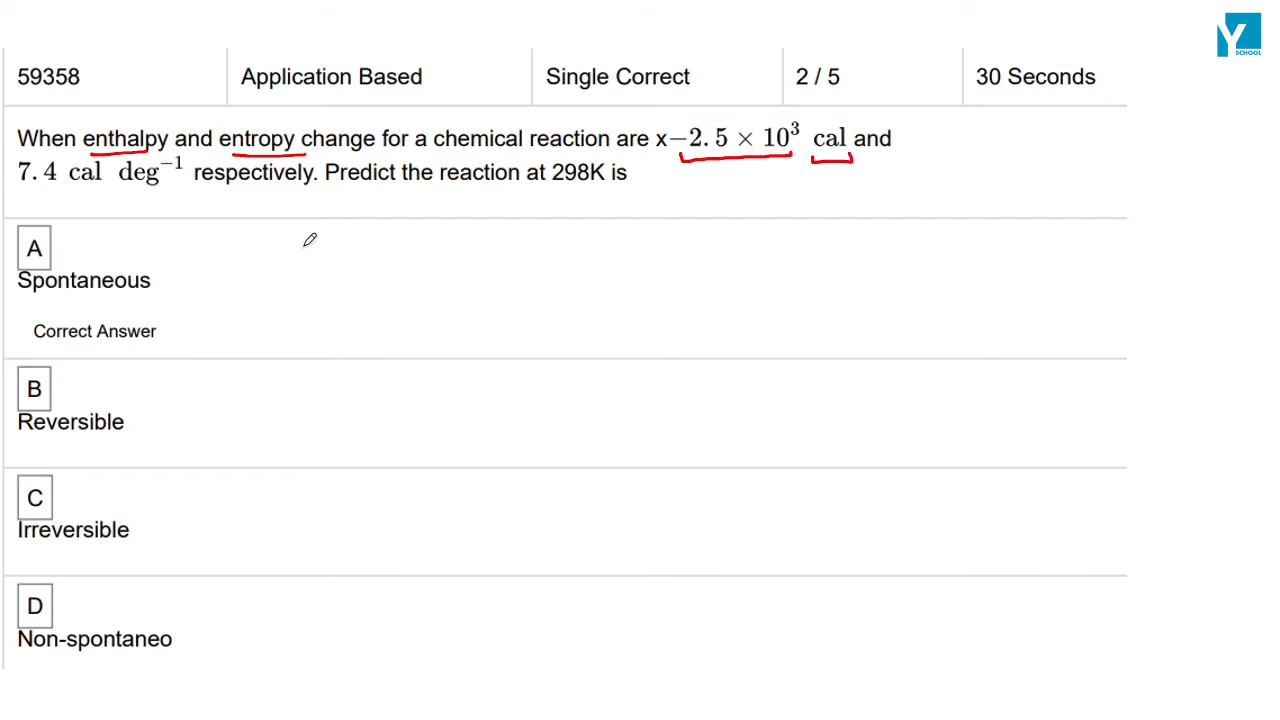 Y SCHOOL
59358 Application Based Single Correct 2 / 5 30 Seconds
When enthalpy and entropy change for a chemical reaction are x−2.5 × 10³ cal and
7.4 cal deg⁻¹ respectively. Predict the reaction at 298K is
A
Spontaneous
Correct Answer
B
Reversible
C
Irreversible
D
Non-spontaneo